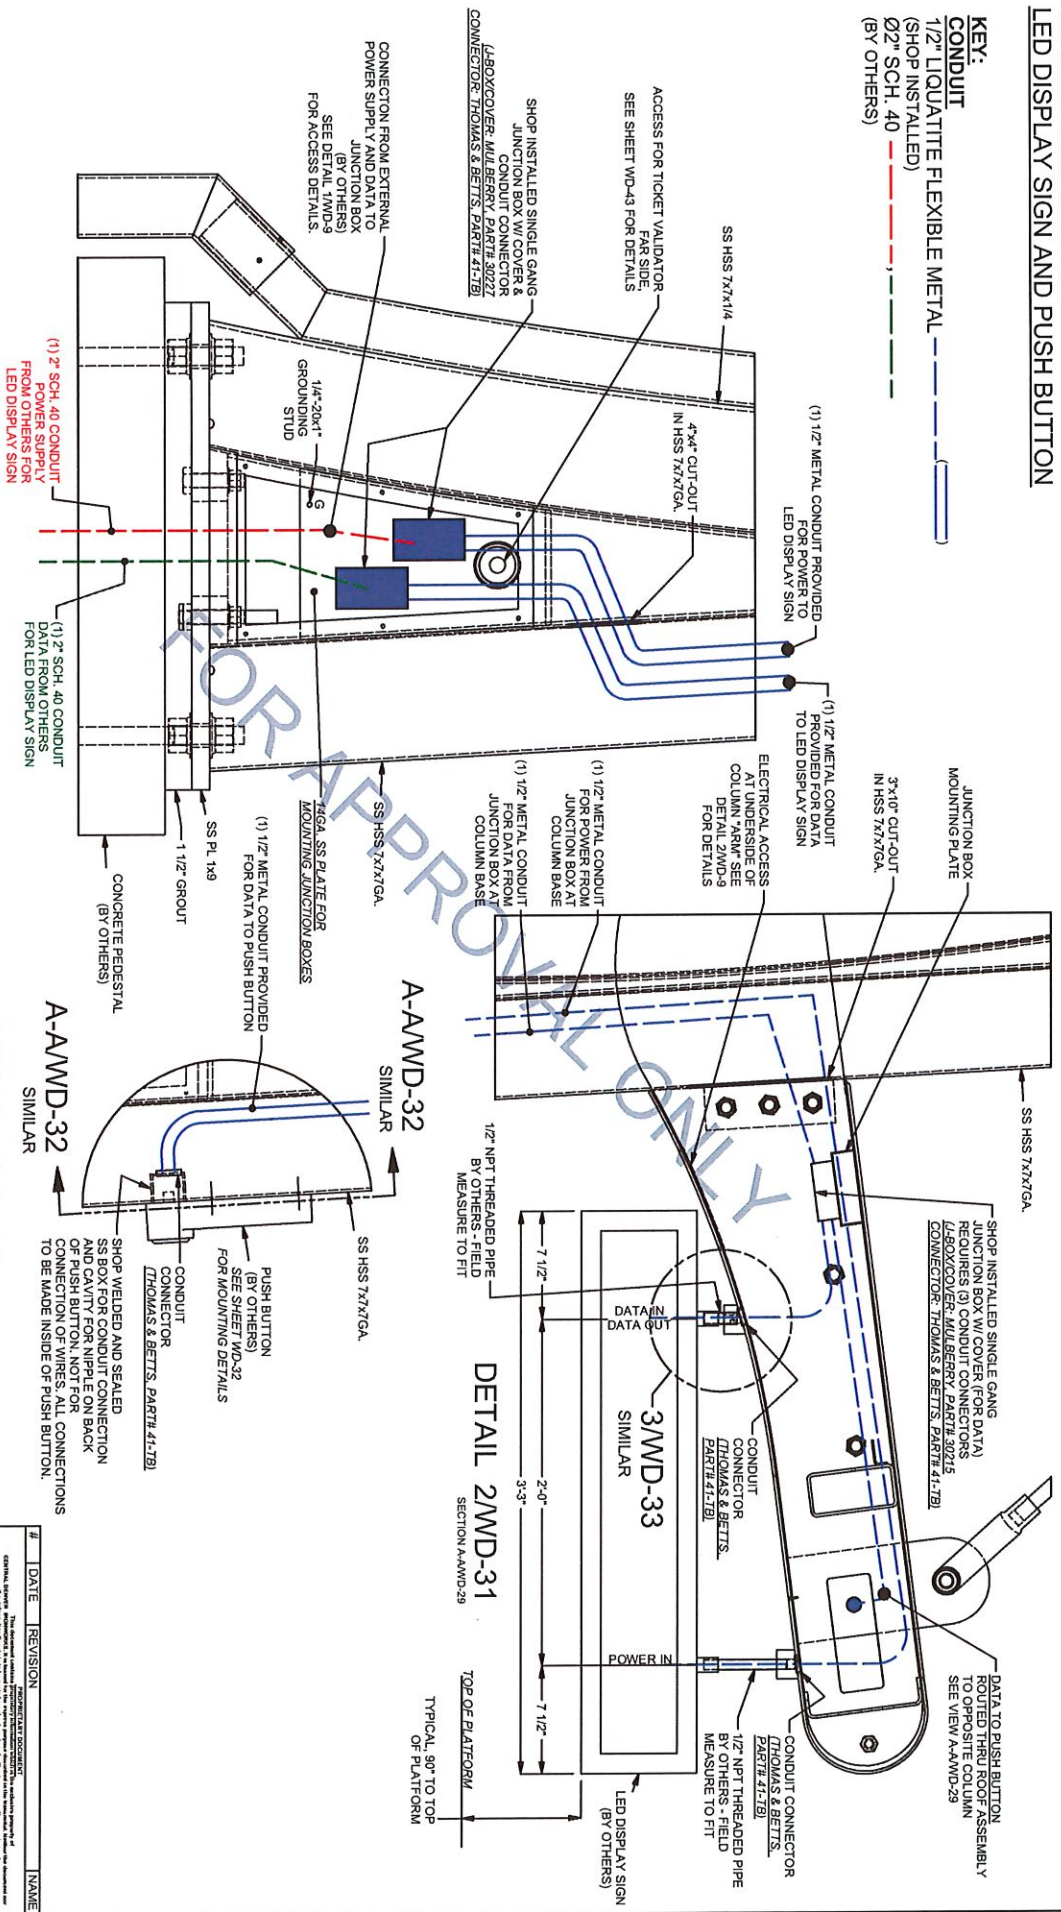 LED DISPLAY SIGN AND PUSH BUTTON
KEY:
CONDUIT
1/2" LIQUATITE FLEXIBLE METAL
(SHOP INSTALLED)
Ø2" SCH. 40
(BY OTHERS)
SS HSS 7x7x1/4
ACCESS FOR TICKET VALIDATOR
FAR SIDE,
SEE SHEET WD-43 FOR DETAILS
SHOP INSTALLED SINGLE GANG
JUNCTION BOX W/ COVER &
CONDUIT CONNECTOR
(J-BOX/COVER: MULBERRY, PART# 30227
CONNECTOR: THOMAS & BETTS, PART# 41-TB)
CONNECTON FROM EXTERNAL
POWER SUPPLY AND DATA TO
JUNCTION BOX
(BY OTHERS)
SEE DETAIL 1/WD-9
FOR ACCESS DETAILS.
1/4"-20x1"
GROUNDING
STUD
G
4"x4" CUT-OUT
IN HSS 7x7x7GA.
(1) 1/2" METAL CONDUIT PROVIDED
FOR POWER TO
LED DISPLAY SIGN
(1) 1/2" METAL CONDUIT
PROVIDED FOR DATA
TO LED DISPLAY SIGN
(1) 2" SCH. 40 CONDUIT
POWER SUPPLY
FROM OTHERS FOR
LED DISPLAY SIGN
(1) 2" SCH. 40 CONDUIT
DATA FROM OTHERS
FOR LED DISPLAY SIGN
SS HSS 7x7x7GA.
14GA. SS PLATE FOR
MOUNTING JUNCTION BOXES
SS PL 1x9
1 1/2" GROUT
CONCRETE PEDESTAL
(BY OTHERS)
FOR APPROVAL ONLY
JUNCTION BOX
MOUNTING PLATE
3"x10" CUT-OUT
IN HSS 7x7x7GA.
ELECTRICAL ACCESS
AT UNDERSIDE OF
COLUMN "ARM" SEE
DETAIL 2/WD-9
FOR DETAILS
(1) 1/2" METAL CONDUIT
FOR POWER FROM
JUNCTION BOX AT
COLUMN BASE
(1) 1/2" METAL CONDUIT
FOR DATA FROM
JUNCTION BOX AT
COLUMN BASE
SS HSS 7x7x7GA.
SHOP INSTALLED SINGLE GANG
JUNCTION BOX W/ COVER (FOR DATA)
REQUIRES (3) CONDUIT CONNECTORS
(J-BOX/COVER: MULBERRY, PART# 30215
CONNECTOR: THOMAS & BETTS, PART# 41-TB)
DATA TO PUSH BUTTON
ROUTED THRU ROOF ASSEMBLY
TO OPPOSITE COLUMN
SEE VIEW A-A/WD-29
CONDUIT
CONNECTOR
(THOMAS & BETTS,
PART# 41-TB)
CONDUIT CONNECTOR
(THOMAS & BETTS,
PART# 41-TB)
1/2" NPT THREADED PIPE
BY OTHERS - FIELD
MEASURE TO FIT
1/2" NPT THREADED PIPE
BY OTHERS - FIELD
MEASURE TO FIT
DATA IN
DATA OUT
POWER IN
3/WD-33
SIMILAR
LED DISPLAY SIGN
(BY OTHERS)
7 1/2"
2'-0"
7 1/2"
3'-3"
DETAIL 2/WD-31
SECTION A-A/WD-29
TOP OF PLATFORM
TYPICAL 90" TO TOP
OF PLATFORM
A-A/WD-32
SIMILAR
(1) 1/2" METAL CONDUIT PROVIDED
FOR DATA TO PUSH BUTTON
SS HSS 7x7x7GA.
PUSH BUTTON
(BY OTHERS)
SEE SHEET WD-32
FOR MOUNTING DETAILS
CONDUIT
CONNECTOR
(THOMAS & BETTS, PART# 41-TB)
SHOP WELDED AND SEALED
SS BOX FOR CONDUIT CONNECTION
AND CAVITY FOR NIPPLE ON BACK
OF PUSH BUTTON. NOT FOR
CONNECTION OF WIRES. ALL CONNECTIONS
TO BE MADE INSIDE OF PUSH BUTTON.
A-A/WD-32
SIMILAR
# DATE REVISION NAME
PROPRIETARY DOCUMENT